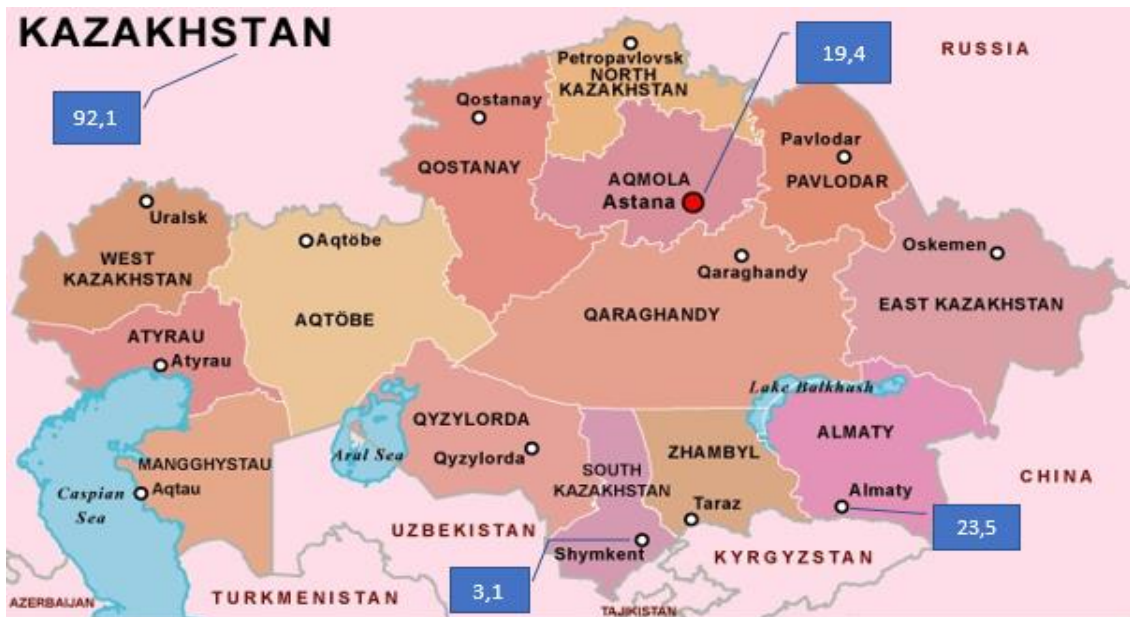 KAZAKHSTAN
92,1
19,4
RUSSIA
Petropavlovsk
NORTH
KAZAKHSTAN
Qostanay
QOSTANAY
Pavlodar
PAVLODAR
AQMOLA
Astana
Uralsk
WEST
KAZAKHSTAN
Aqtöbe
AQTÖBE
Qaraghandy
QARAGHANDY
Oskemen
EAST KAZAKHSTAN
ATYRAU
Atyrau
Lake Balkhash
QYZYLORDA
Qyzylorda
Aral Sea
ALMATY
Almaty
ZHAMBYL
Taraz
SOUTH
KAZAKHSTAN
Shymkent
MANGGHYSTAU
Aqtau
Caspian
Sea
CHINA
23,5
UZBEKISTAN
KYRGYZSTAN
3,1
TURKMENISTAN
AZERBAIJAN
TAJIKISTAN